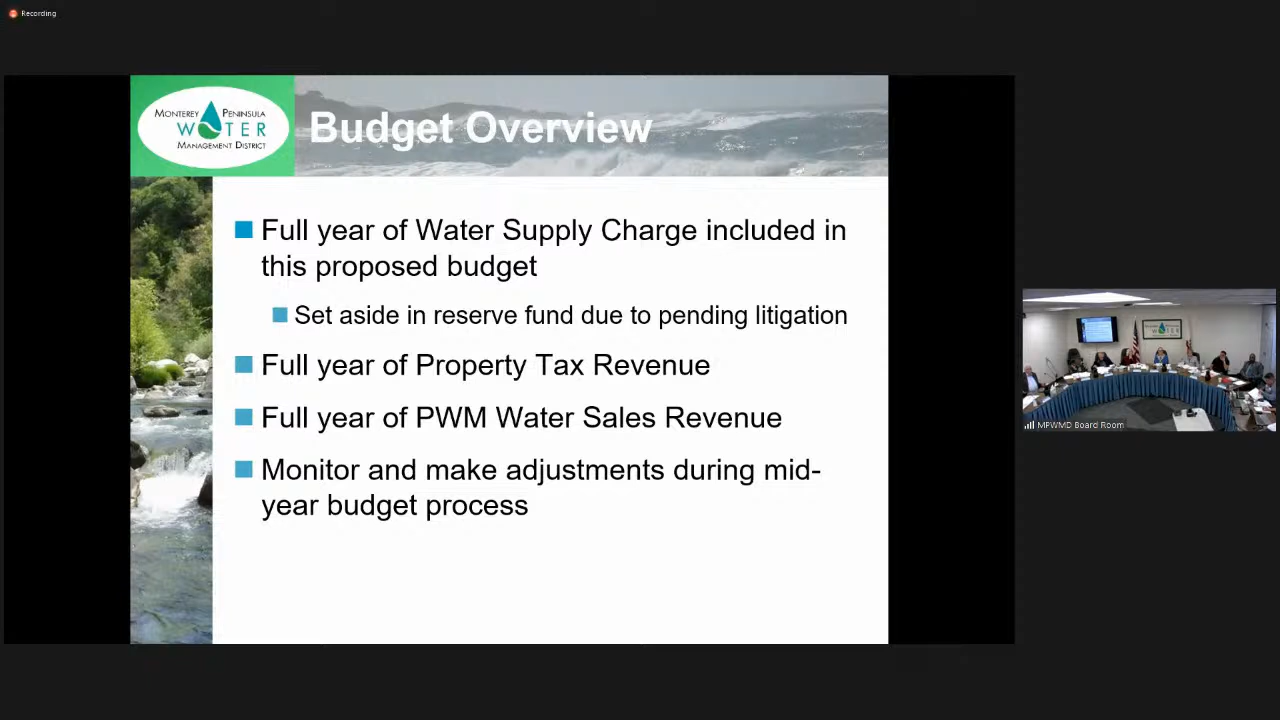 Recording
MONTEREY PENINSULA
WATER
MANAGEMENT DISTRICT
Budget Overview
Full year of Water Supply Charge included in
this proposed budget
Set aside in reserve fund due to pending litigation
Full year of Property Tax Revenue
Full year of PWM Water Sales Revenue
Monitor and make adjustments during mid-
year budget process
MPWMD Board Room